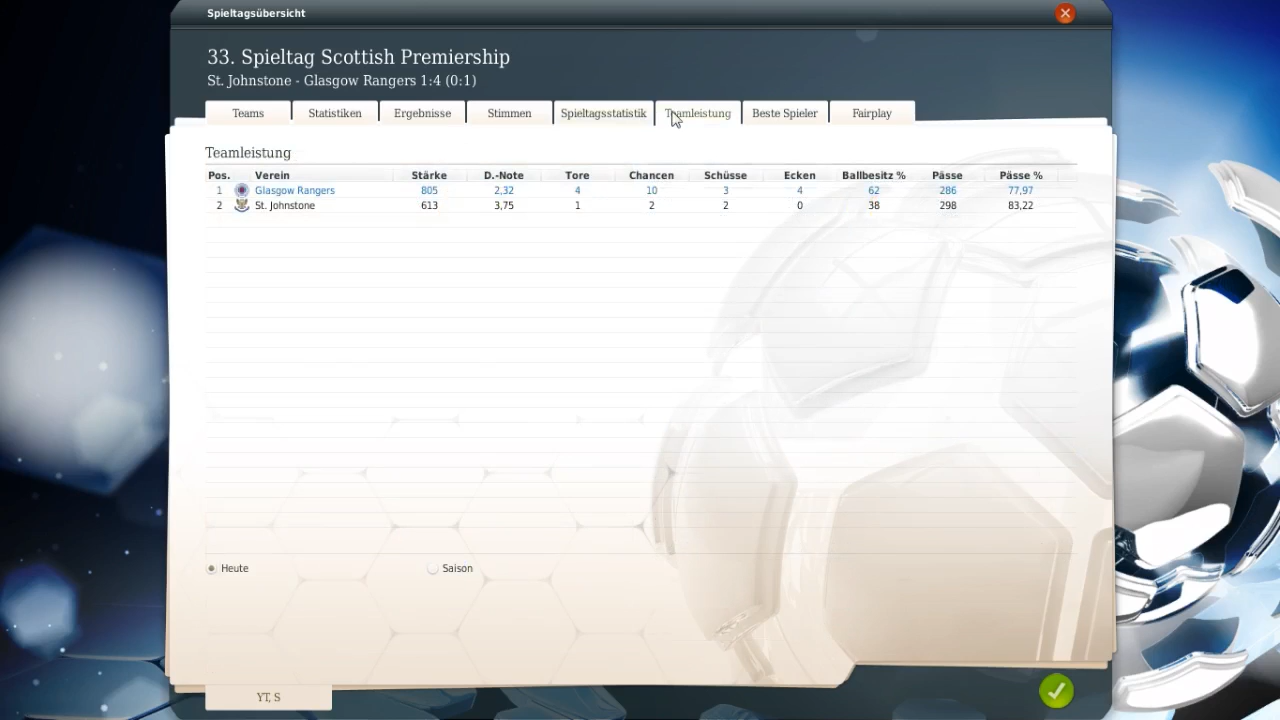 Spieltagsübersicht
33. Spieltag Scottish Premiership
St. Johnstone - Glasgow Rangers 1:4 (0:1)
Teams Statistiken Ergebnisse Stimmen Spieltagsstatistik Teamleistung Beste Spieler Fairplay
Teamleistung
Pos. Verein Stärke D.-Note Tore Chancen Schüsse Ecken Ballbesitz % Pässe Pässe %
1 Glasgow Rangers 805 2,32 4 10 3 4 62 286 77,97
2 St. Johnstone 613 3,75 1 2 2 0 38 298 83,22
Heute Saison
YT, S